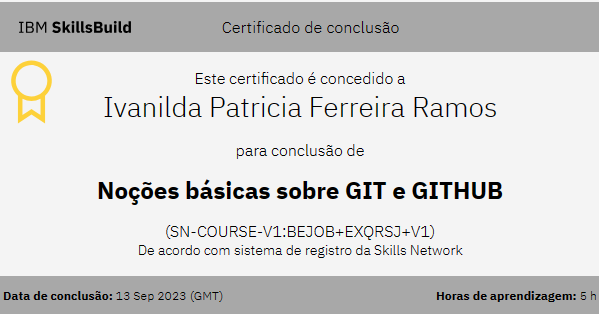 IBM SkillsBuild
Certificado de conclusão
Este certificado é concedido a
Ivanilda Patricia Ferreira Ramos
para conclusão de
Noções básicas sobre GIT e GITHUB
(SN-COURSE-V1:BEJOB+EXQRSJ+V1)
De acordo com sistema de registro da Skills Network
Data de conclusão: 13 Sep 2023 (GMT)
Horas de aprendizagem: 5 h